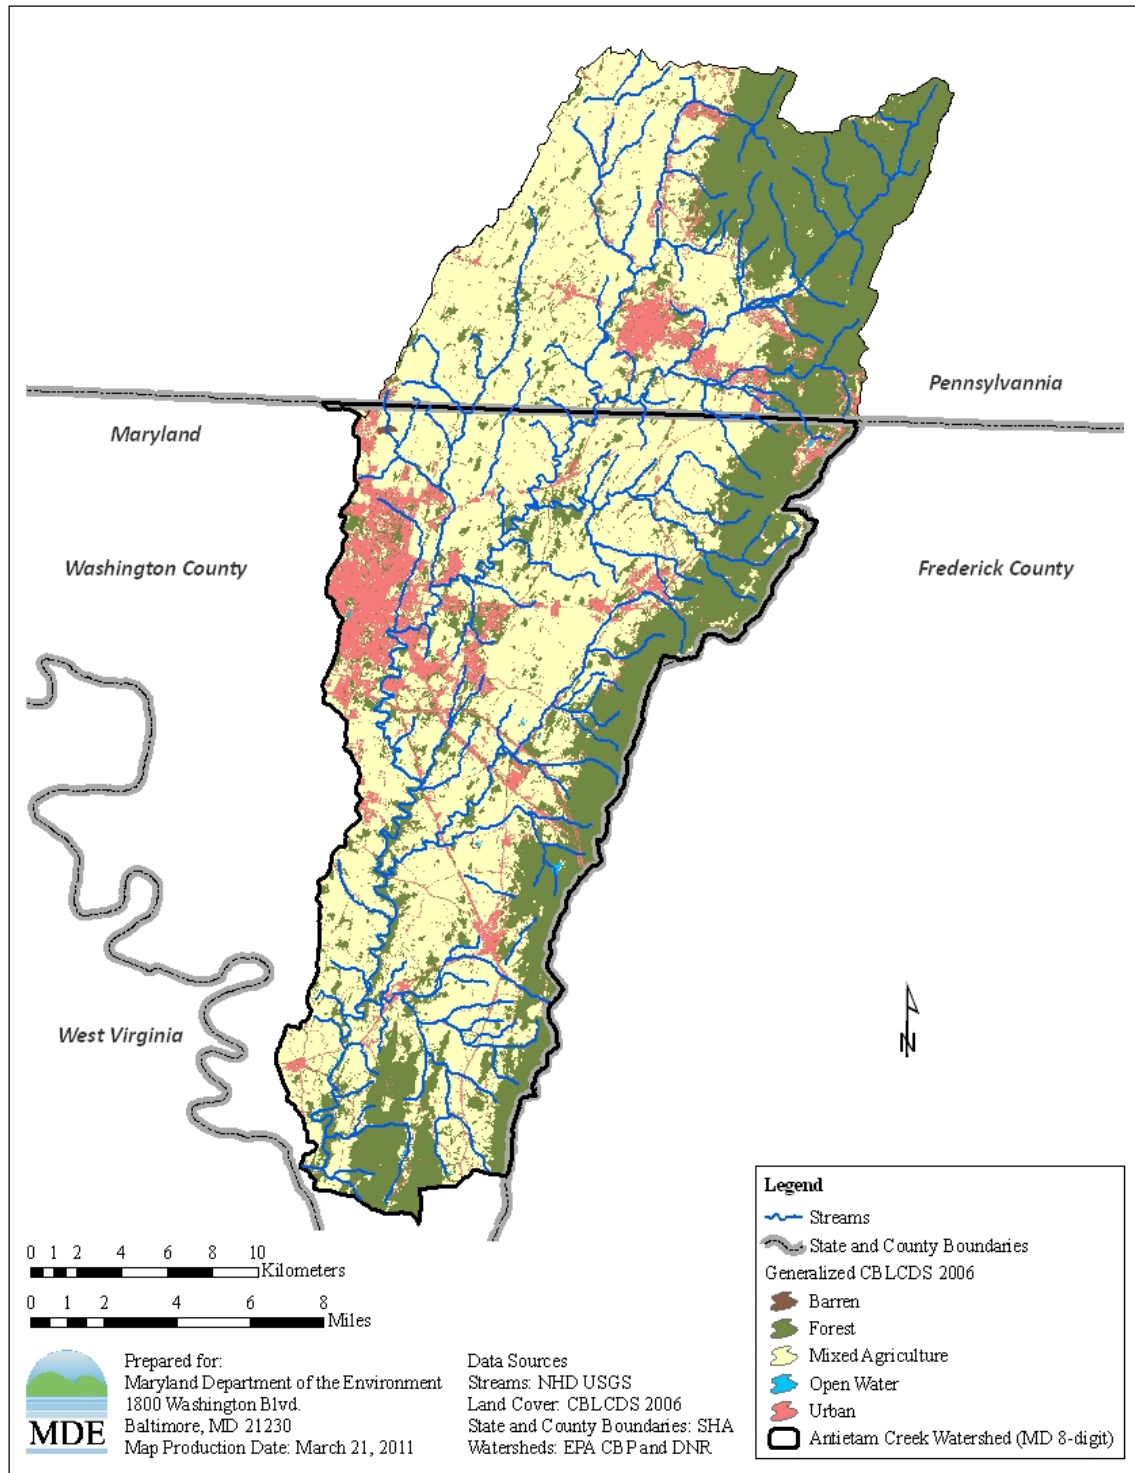 Pennsylvannia
Maryland
Washington County
Frederick County
West Virginia
N
0 1 2 4 6 8 10
Kilometers
0 1 2 4 6 8
Miles
MDE
Prepared for:
Maryland Department of the Environment
1800 Washington Blvd.
Baltimore, MD 21230
Map Production Date: March 21, 2011
Data Sources
Streams: NHD USGS
Land Cover: CBLCDS 2006
State and County Boundaries: SHA
Watersheds: EPA CBP and DNR
Legend
Streams
State and County Boundaries
Generalized CBLCDS 2006
Barren
Forest
Mixed Agriculture
Open Water
Urban
Antietam Creek Watershed (MD 8-digit)